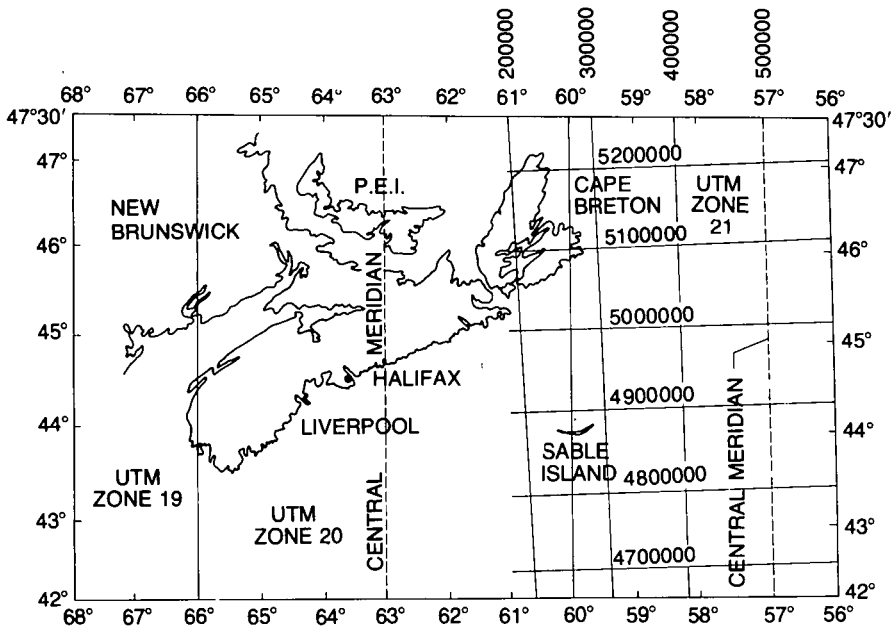 200000
300000
400000
500000
68° 67° 66° 65° 64° 63° 62° 61° 60° 59° 58° 57° 56°
47°30′
47°30′
5200000
47°
47°
P.E.I.
CAPE
BRETON
UTM
ZONE
21
NEW
BRUNSWICK
5100000
46°
46°
MERIDIAN
5000000
45°
45°
HALIFAX
4900000
44°
44°
LIVERPOOL
SABLE
ISLAND
UTM
ZONE 19
4800000
CENTRAL MERIDIAN
UTM
ZONE 20
CENTRAL
43°
43°
4700000
42°
42°
68° 67° 66° 65° 64° 63° 62° 61° 60° 59° 58° 57° 56°